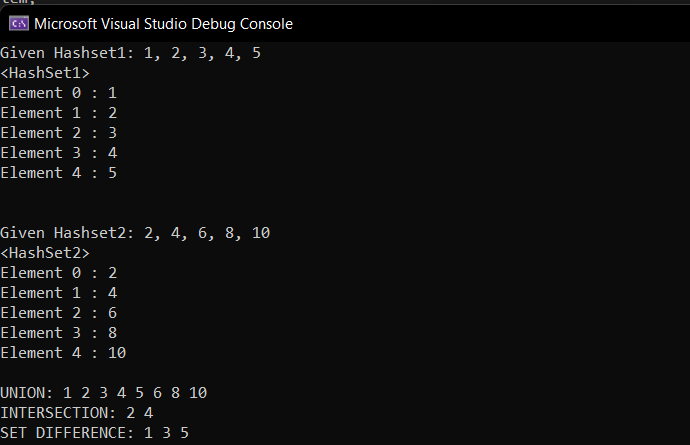 Microsoft Visual Studio Debug Console
Given Hashset1: 1, 2, 3, 4, 5
<HashSet1>
Element 0 : 1
Element 1 : 2
Element 2 : 3
Element 3 : 4
Element 4 : 5
Given Hashset2: 2, 4, 6, 8, 10
<HashSet2>
Element 0 : 2
Element 1 : 4
Element 2 : 6
Element 3 : 8
Element 4 : 10
UNION: 1 2 3 4 5 6 8 10
INTERSECTION: 2 4
SET DIFFERENCE: 1 3 5